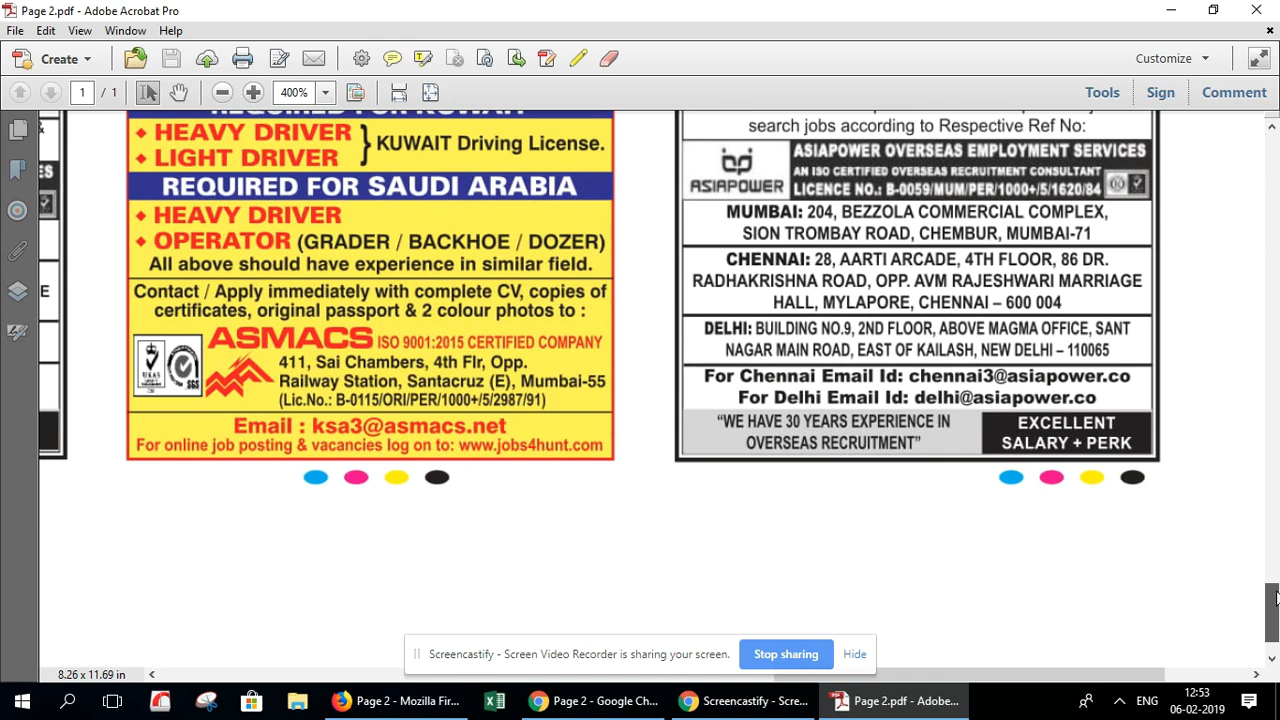 Page 2.pdf - Adobe Acrobat Pro
File Edit View Window Help
Create
Customize
1 / 1
400%
Tools Sign Comment
REQUIRED FOR KUWAIT
HEAVY DRIVER
LIGHT DRIVER
KUWAIT Driving License.
REQUIRED FOR SAUDI ARABIA
HEAVY DRIVER
OPERATOR (GRADER / BACKHOE / DOZER)
All above should have experience in similar field.
Contact / Apply immediately with complete CV, copies of
certificates, original passport & 2 colour photos to :
ASMACS ISO 9001:2015 CERTIFIED COMPANY
UKAS
SGS
411, Sai Chambers, 4th Flr, Opp.
Railway Station, Santacruz (E), Mumbai-55
(Lic.No.: B-0115/ORI/PER/1000+/5/2987/91)
Email : ksa3@asmacs.net
For online job posting & vacancies log on to: www.jobs4hunt.com
search jobs according to Respective Ref No:
ASIAPOWER
ASIAPOWER OVERSEAS EMPLOYMENT SERVICES
AN ISO CERTIFIED OVERSEAS RECRUITMENT CONSULTANT
LICENCE NO.: B-0059/MUM/PER/1000+/5/1620/84
MUMBAI: 204, BEZZOLA COMMERCIAL COMPLEX,
SION TROMBAY ROAD, CHEMBUR, MUMBAI-71
CHENNAI: 28, AARTI ARCADE, 4TH FLOOR, 86 DR.
RADHAKRISHNA ROAD, OPP. AVM RAJESHWARI MARRIAGE
HALL, MYLAPORE, CHENNAI – 600 004
DELHI: BUILDING NO.9, 2ND FLOOR, ABOVE MAGMA OFFICE, SANT
NAGAR MAIN ROAD, EAST OF KAILASH, NEW DELHI – 110065
For Chennai Email Id: chennai3@asiapower.co
For Delhi Email Id: delhi@asiapower.co
“WE HAVE 30 YEARS EXPERIENCE IN
OVERSEAS RECRUITMENT”
EXCELLENT
SALARY + PERK
Screencastify - Screen Video Recorder is sharing your screen. Stop sharing Hide
8.26 x 11.69 in
Page 2 - Mozilla Fir... Page 2 - Google Ch... Screencastify - Scre... Page 2.pdf - Adobe...
ENG
12:53
06-02-2019